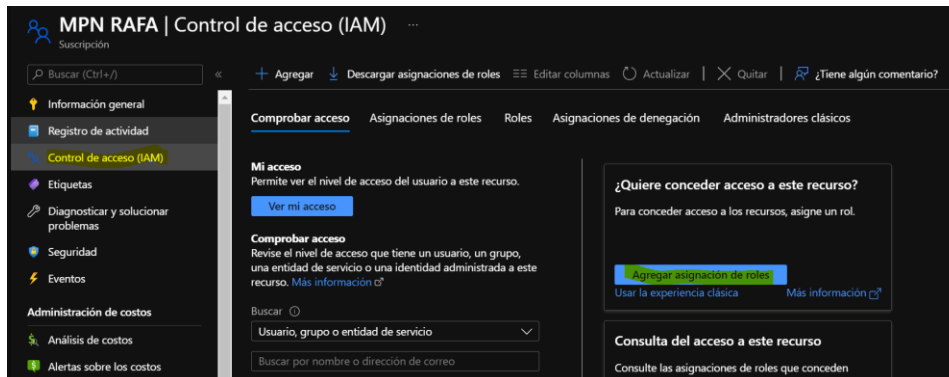 MPN RAFA | Control de acceso (IAM) ...
Suscripción
Buscar (Ctrl+/)
«
Información general
Registro de actividad
Control de acceso (IAM)
Etiquetas
Diagnosticar y solucionar
problemas
Seguridad
Eventos
Administración de costos
Análisis de costos
Alertas sobre los costos
+ Agregar Descargar asignaciones de roles Editar columnas Actualizar | Quitar | ¿Tiene algún comentario?
Comprobar acceso Asignaciones de roles Roles Asignaciones de denegación Administradores clásicos
Mi acceso
Permite ver el nivel de acceso del usuario a este recurso.
Ver mi acceso
Comprobar acceso
Revise el nivel de acceso que tiene un usuario, un grupo,
una entidad de servicio o una identidad administrada a este
recurso. Más información
Buscar
Usuario, grupo o entidad de servicio
Buscar por nombre o dirección de correo
¿Quiere conceder acceso a este recurso?
Para conceder acceso a los recursos, asigne un rol.
Agregar asignación de roles
Usar la experiencia clásica Más información
Consulta del acceso a este recurso
Consulte las asignaciones de roles que conceden